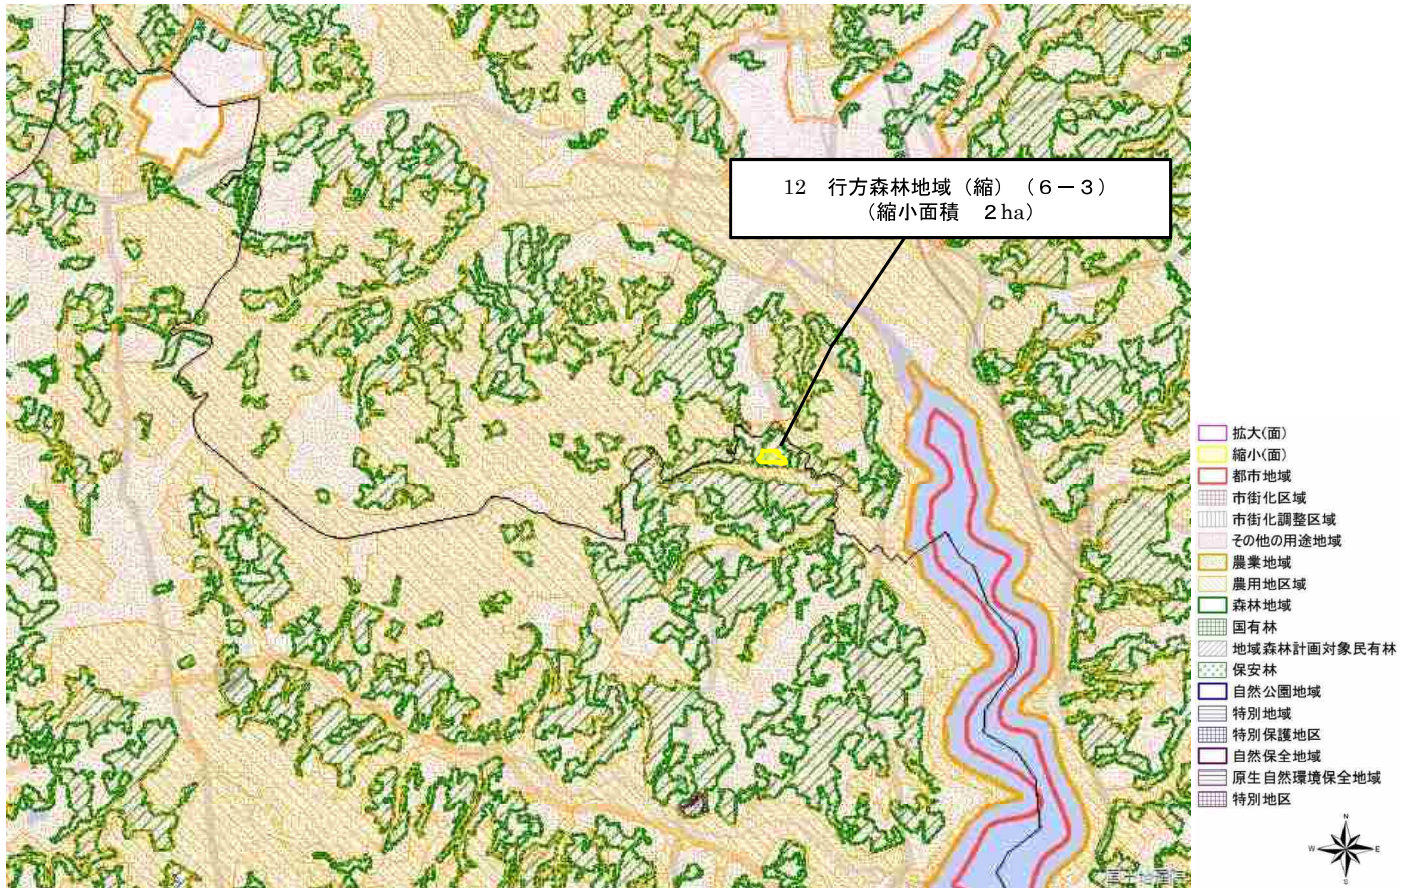 12 行方森林地域（縮）（６－３）
（縮小面積 ２ha）
拡大(面)
縮小(面)
都市地域
市街化区域
市街化調整区域
その他の用途地域
農業地域
農用地区域
森林地域
国有林
地域森林計画対象民有林
保安林
自然公園地域
特別地域
特別保護地区
自然保全地域
原生自然環境保全地域
特別地区
N
W E
S